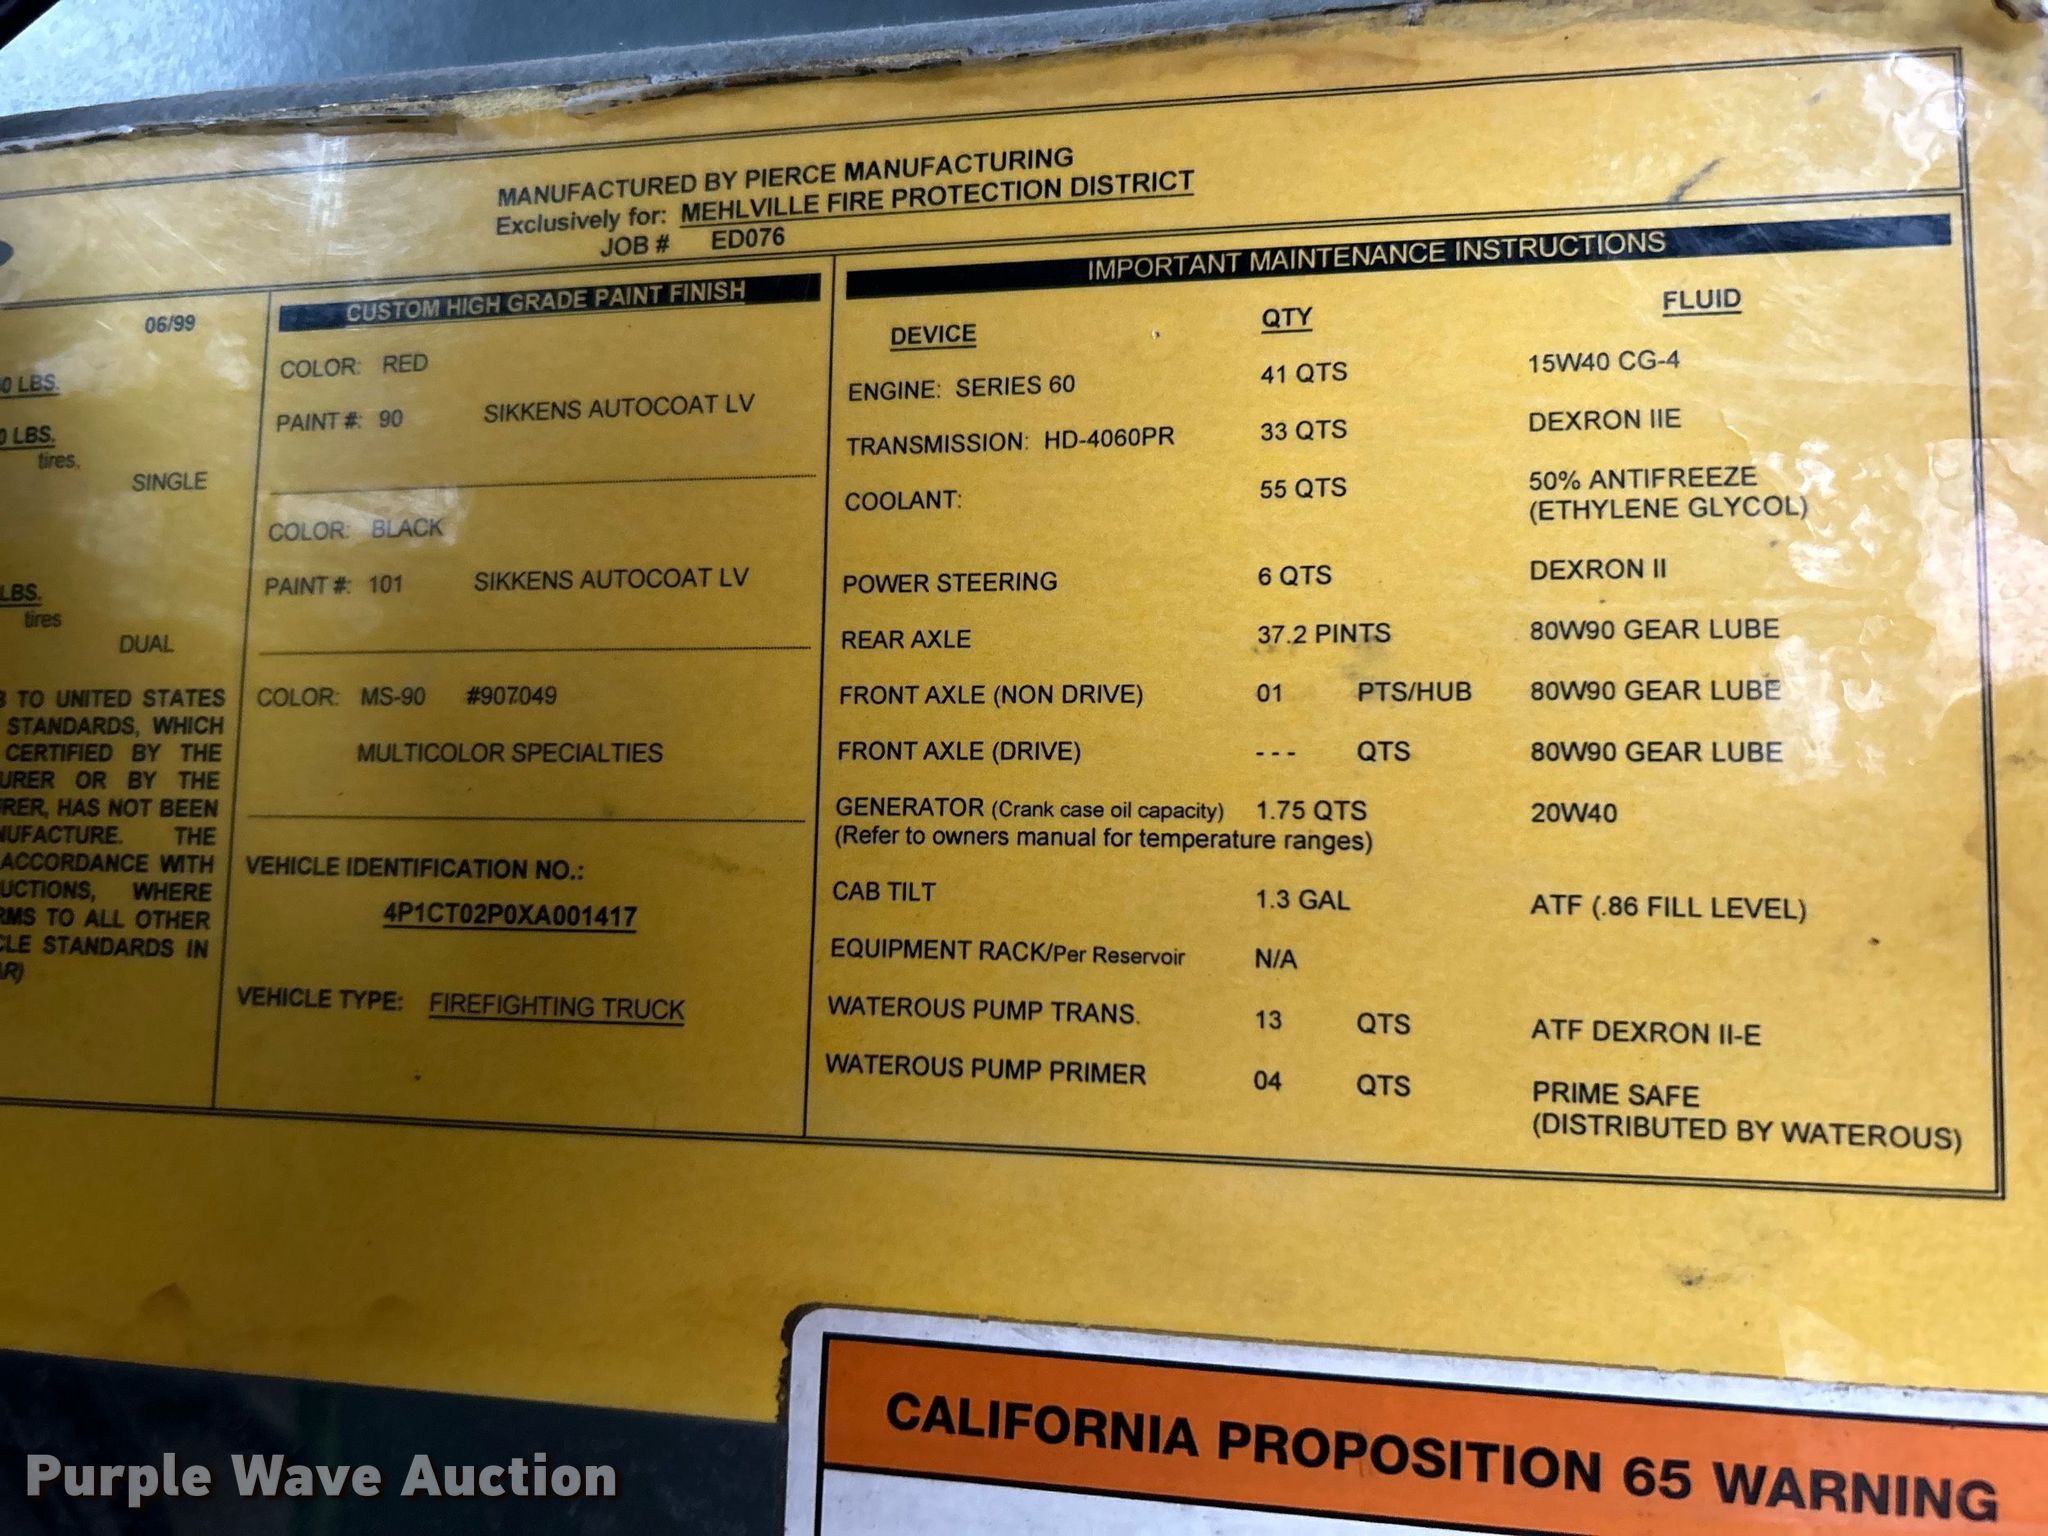 MANUFACTURED BY PIERCE MANUFACTURING
Exclusively for: MEHLVILLE FIRE PROTECTION DISTRICT
JOB # ED076
06/99
0 LBS.
0 LBS.
tires,
SINGLE
LBS.
tires
DUAL
TO UNITED STATES
STANDARDS, WHICH
CERTIFIED BY THE
URER OR BY THE
RER, HAS NOT BEEN
NUFACTURE. THE
ACCORDANCE WITH
UCTIONS, WHERE
RMS TO ALL OTHER
CLE STANDARDS IN
AR)
CUSTOM HIGH GRADE PAINT FINISH
COLOR: RED
PAINT #: 90 SIKKENS AUTOCOAT LV
COLOR: BLACK
PAINT #: 101 SIKKENS AUTOCOAT LV
COLOR: MS-90 #907049
MULTICOLOR SPECIALTIES
VEHICLE IDENTIFICATION NO.:
4P1CT02P0XA001417
VEHICLE TYPE: FIREFIGHTING TRUCK
IMPORTANT MAINTENANCE INSTRUCTIONS
DEVICE QTY FLUID
ENGINE: SERIES 60 41 QTS 15W40 CG-4
TRANSMISSION: HD-4060PR 33 QTS DEXRON IIE
COOLANT: 55 QTS 50% ANTIFREEZE
(ETHYLENE GLYCOL)
POWER STEERING 6 QTS DEXRON II
REAR AXLE 37.2 PINTS 80W90 GEAR LUBE
FRONT AXLE (NON DRIVE) 01 PTS/HUB 80W90 GEAR LUBE
FRONT AXLE (DRIVE) --- QTS 80W90 GEAR LUBE
GENERATOR (Crank case oil capacity) 1.75 QTS 20W40
(Refer to owners manual for temperature ranges)
CAB TILT 1.3 GAL ATF (.86 FILL LEVEL)
EQUIPMENT RACK/Per Reservoir N/A
WATEROUS PUMP TRANS. 13 QTS ATF DEXRON II-E
WATEROUS PUMP PRIMER 04 QTS PRIME SAFE
(DISTRIBUTED BY WATEROUS)
CALIFORNIA PROPOSITION 65 WARNING
Purple Wave Auction